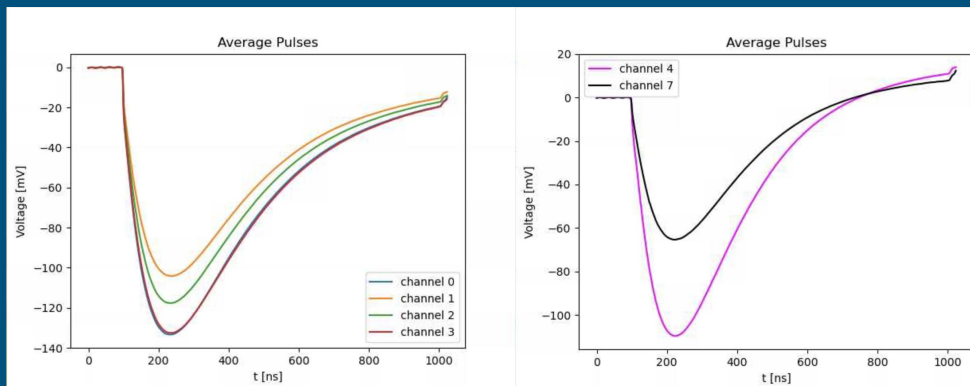 Average Pulses
0
−20
−40
−60
−80
−100
−120
−140
Voltage [mV]
channel 0
channel 1
channel 2
channel 3
0 200 400 600 800 1000
t [ns]
Average Pulses
20
0
−20
−40
−60
−80
−100
Voltage [mV]
channel 4
channel 7
0 200 400 600 800 1000
t [ns]